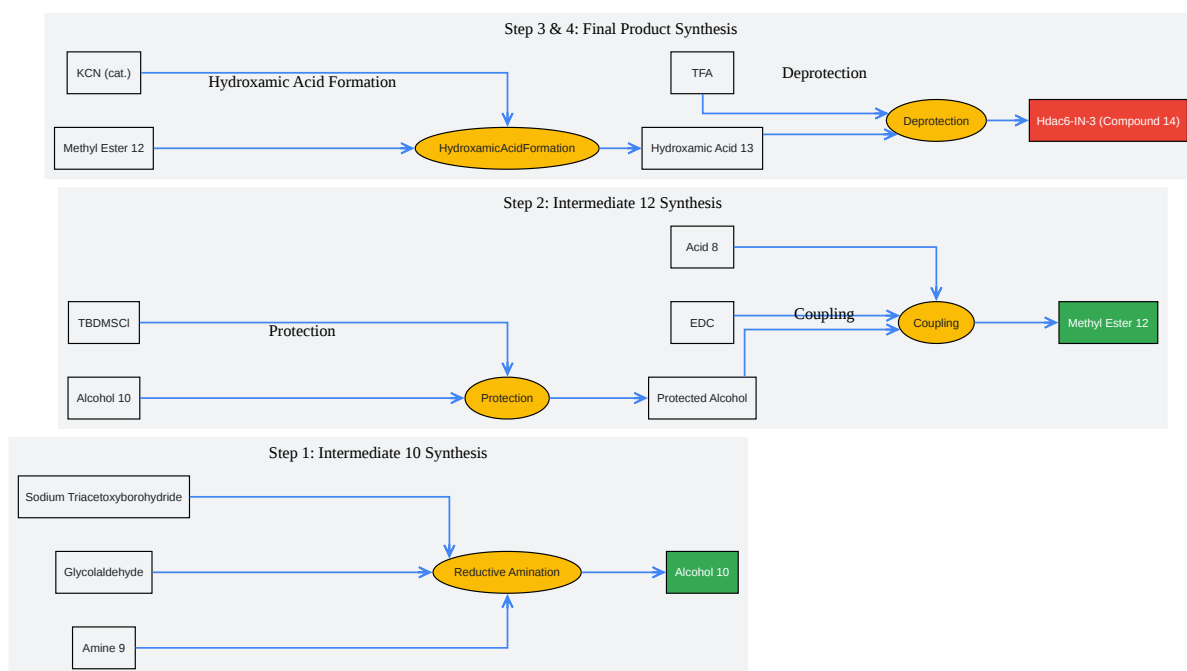 Step 3 & 4: Final Product Synthesis
KCN (cat.)
Hydroxamic Acid Formation
TFA
Deprotection
Methyl Ester 12
HydroxamicAcidFormation
Hydroxamic Acid 13
Deprotection
Hdac6-IN-3 (Compound 14)
Step 2: Intermediate 12 Synthesis
Acid 8
TBDMSCl
Protection
EDC
Coupling
Coupling
Methyl Ester 12
Alcohol 10
Protection
Protected Alcohol
Step 1: Intermediate 10 Synthesis
Sodium Triacetoxyborohydride
Glycolaldehyde
Reductive Amination
Alcohol 10
Amine 9